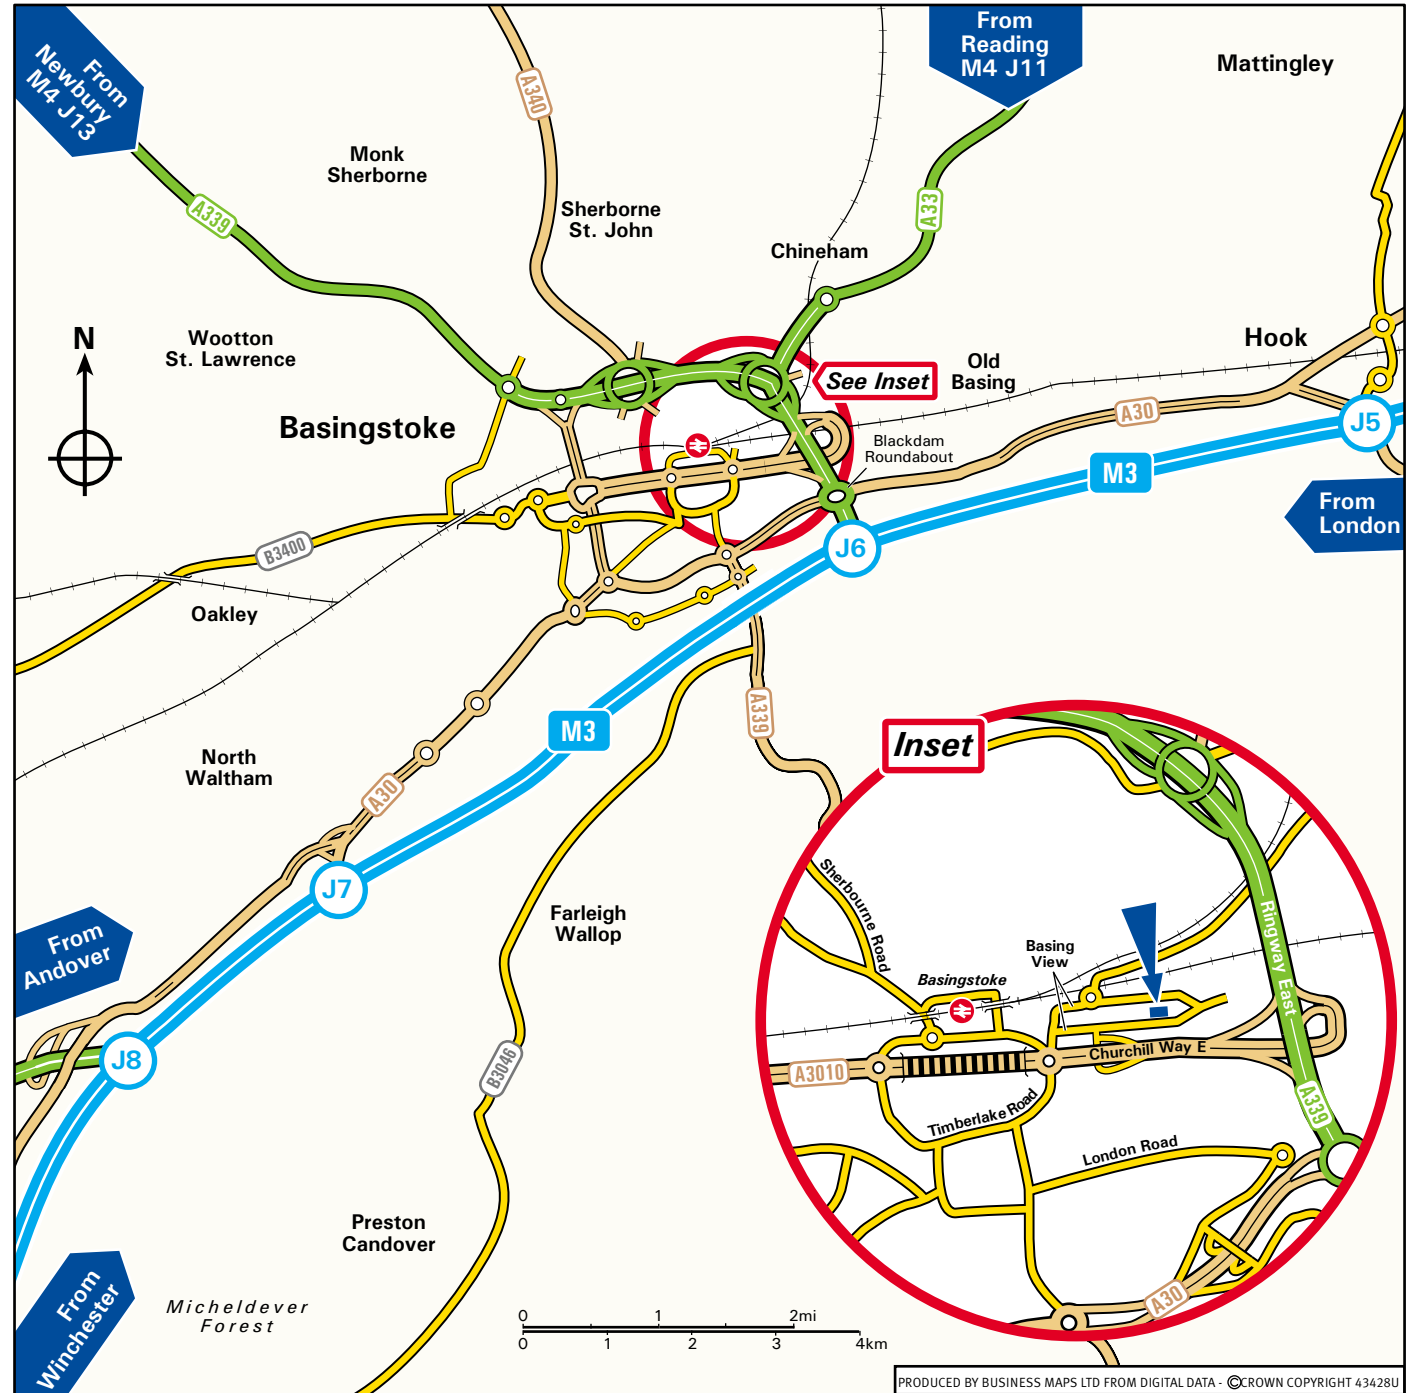 From
Newbury
M4 J13
A340
From
Reading
M4 J11
Mattingley
Monk
Sherborne
A339
Sherborne
St. John
A33
Chineham
N
Wootton
St. Lawrence
Hook
See Inset
Old
Basing
Basingstoke
A30
J5
Blackdam
Roundabout
M3
From
London
B3400
J6
Oakley
A339
M3
Inset
North
Waltham
A30
J7
Sherbourne Road
Farleigh
Wallop
Ringway East
From
Andover
Basing
View
Basingstoke
J8
B3046
A3010
Churchill Way E
A339
Timberlake Road
London Road
Preston
Candover
From
Winchester
Micheldever
Forest
A30
0 1 2mi
0 1 2 3 4km
PRODUCED BY BUSINESS MAPS LTD FROM DIGITAL DATA - ©CROWN COPYRIGHT 43428U